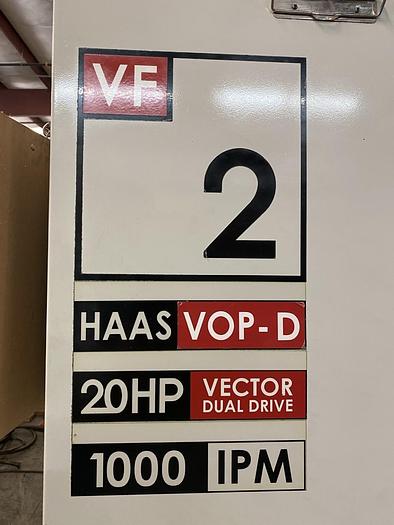 VF
2
HAAS VOP-D
20HP VECTOR
DUAL DRIVE
1000 IPM